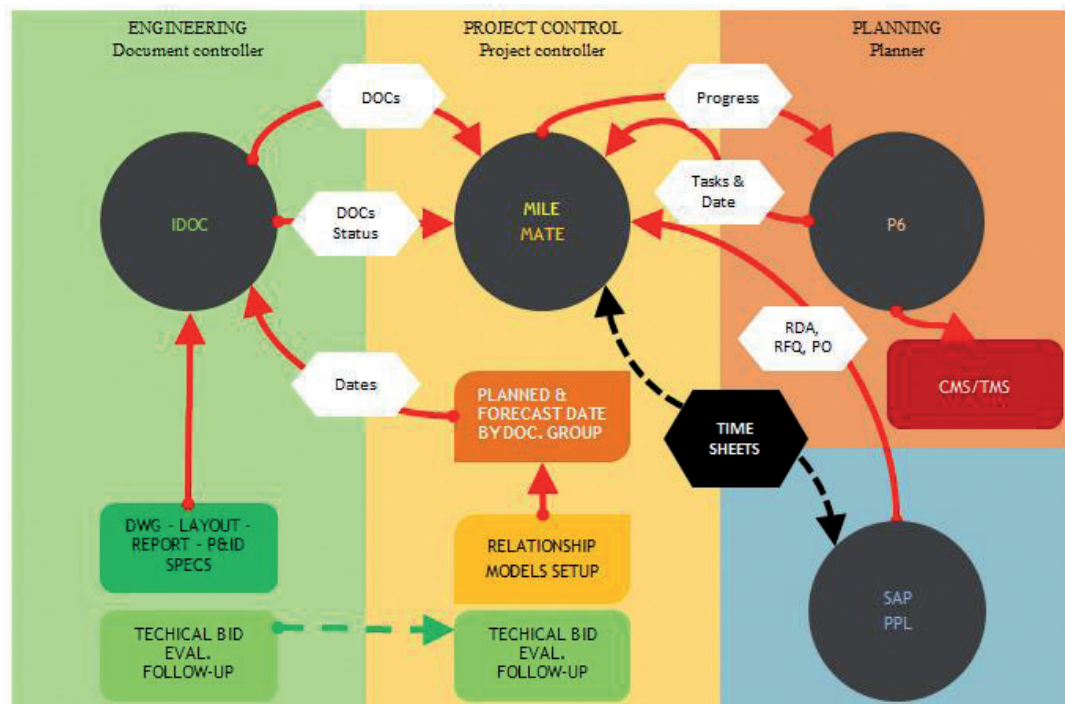 ENGINEERING
Document controller
PROJECT CONTROL
Project controller
PLANNING
Planner
DOCs
Progress
IDOC
DOCs
Status
MILE
MATE
Tasks &
Date
P6
Dates
PLANNED &
FORECAST DATE
BY DOC. GROUP
RDA,
RFQ, PO
CMS/TMS
TIME
SHEETS
DWG - LAYOUT -
REPORT - P&ID
SPECS
RELATIONSHIP
MODELS SETUP
SAP
PPL
TECHICAL BID
EVAL.
FOLLOW-UP
TECHICAL BID
EVAL.
FOLLOW-UP